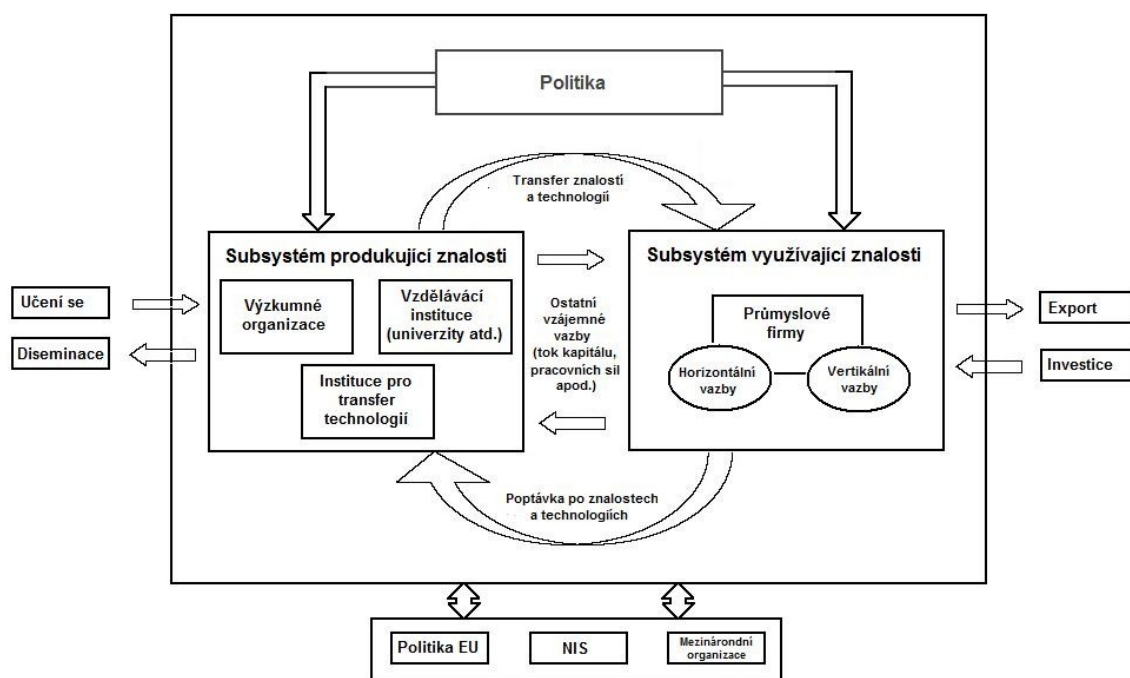 Politika
Transfer znalostí
a technologií
Subsystém produkující znalosti
Výzkumné
organizace
Vzdělávácí
instituce
(univerzity atd.)
Instituce pro
transfer
technologií
Učení se
Diseminace
Ostatní
vzájemné
vazby
(tok kapitálu,
pracovních sil
apod.)
Subsystém využívající znalosti
Průmyslové
firmy
Horizontální
vazby
Vertikální
vazby
Export
Investice
Poptávka po znalostech
a technologiích
Politika EU
NIS
Mezinárondní
organizace